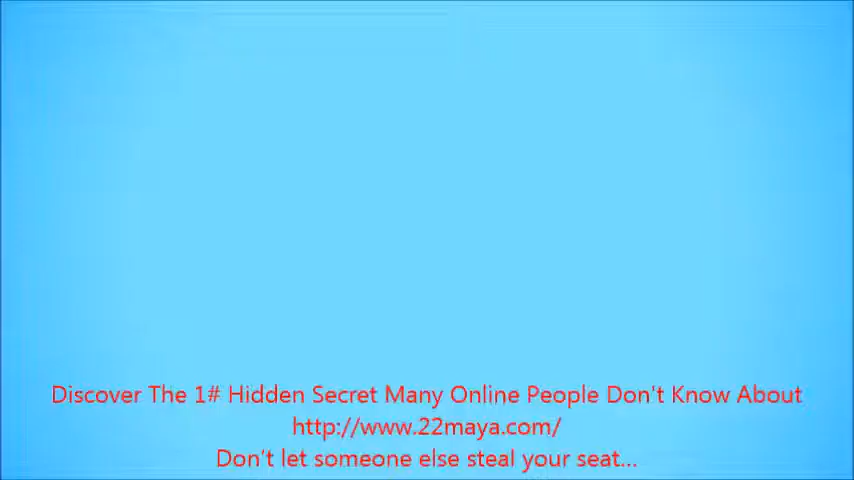 Discover The 1# Hidden Secret Many Online People Don't Know About
http://www.22maya.com/
Don't let someone else steal your seat...